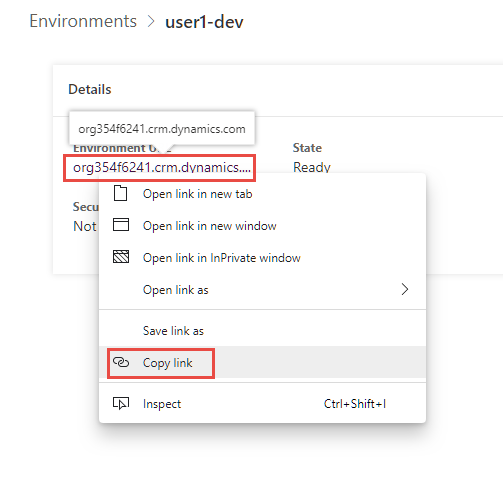 Environments > user1-dev
Details
org354f6241.crm.dynamics.com
Environment
State
org354f6241.crm.dynamics....
Ready
Secu
Not
Open link in new tab
Open link in new window
Open link in InPrivate window
Open link as
Save link as
Copy link
Inspect Ctrl+Shift+I